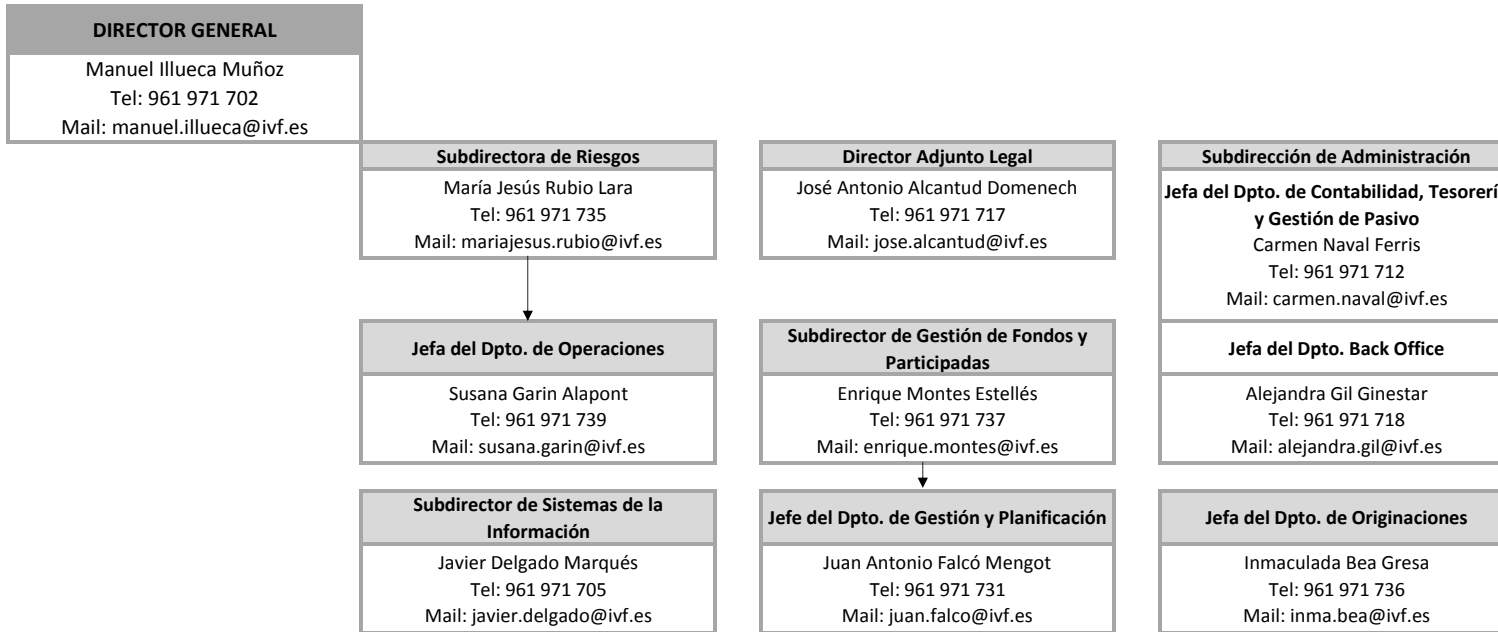 DIRECTOR GENERAL
Manuel Illueca Muñoz
Tel: 961 971 702
Mail: manuel.illueca@ivf.es
Subdirectora de Riesgos
María Jesús Rubio Lara
Tel: 961 971 735
Mail: mariajesus.rubio@ivf.es
Director Adjunto Legal
José Antonio Alcantud Domenech
Tel: 961 971 717
Mail: jose.alcantud@ivf.es
Subdirección de Administración
Jefa del Dpto. de Contabilidad, Tesorerí
y Gestión de Pasivo
Carmen Naval Ferris
Tel: 961 971 712
Mail: carmen.naval@ivf.es
Jefa del Dpto. de Operaciones
Susana Garin Alapont
Tel: 961 971 739
Mail: susana.garin@ivf.es
Subdirector de Gestión de Fondos y
Participadas
Enrique Montes Estellés
Tel: 961 971 737
Mail: enrique.montes@ivf.es
Jefa del Dpto. Back Office
Alejandra Gil Ginestar
Tel: 961 971 718
Mail: alejandra.gil@ivf.es
Subdirector de Sistemas de la
Información
Javier Delgado Marqués
Tel: 961 971 705
Mail: javier.delgado@ivf.es
Jefe del Dpto. de Gestión y Planificación
Juan Antonio Falcó Mengot
Tel: 961 971 731
Mail: juan.falco@ivf.es
Jefa del Dpto. de Originaciones
Inmaculada Bea Gresa
Tel: 961 971 736
Mail: inma.bea@ivf.es